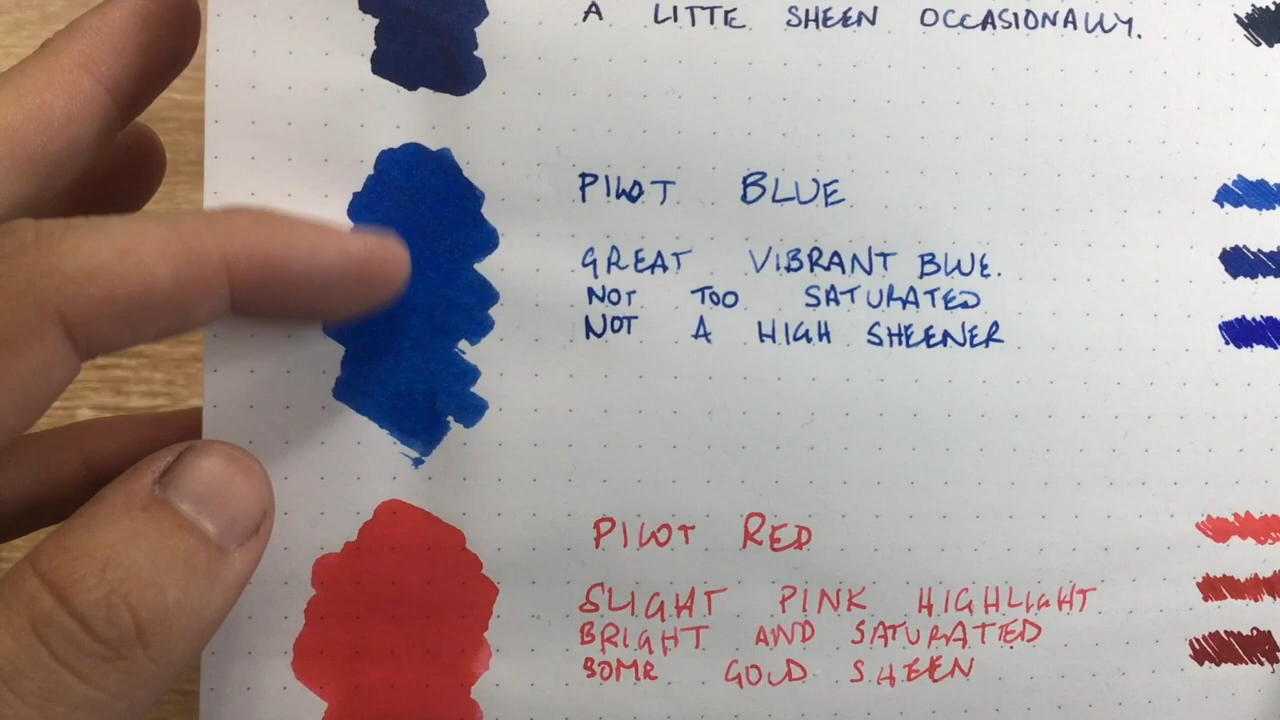 A LITTE SHEEN OCCASIONALLY.
PILOT BLUE
GREAT VIBRANT BLUE.
NOT TOO SATURATED
NOT A HIGH SHEENER
PILOT RED
SLIGHT PINK HIGHLIGHT
BRIGHT AND SATURATED
SOME GOLD SHEEN